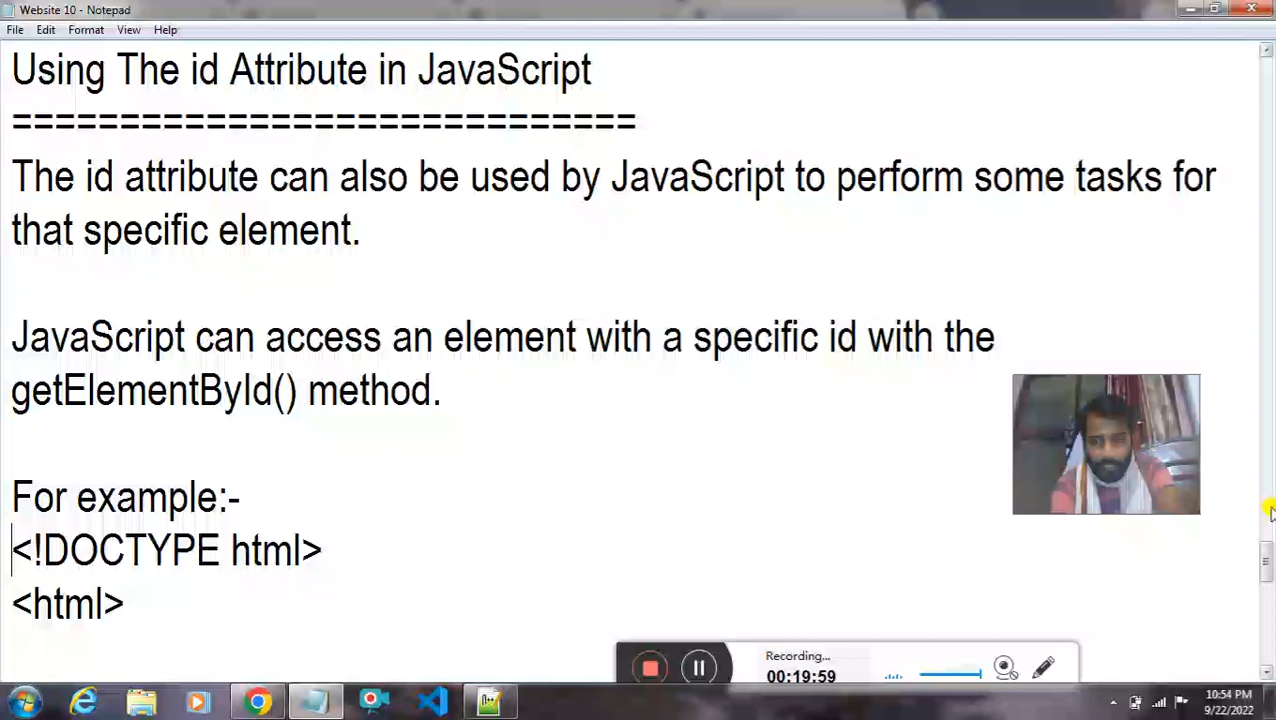 Website 10 - Notepad
File Edit Format View Help
Using The id Attribute in JavaScript
=============================
The id attribute can also be used by JavaScript to perform some tasks for
that specific element.
JavaScript can access an element with a specific id with the
getElementById() method.
For example:-
<!DOCTYPE html>
<html>
Recording...
00:19:59
10:54 PM
9/22/2022